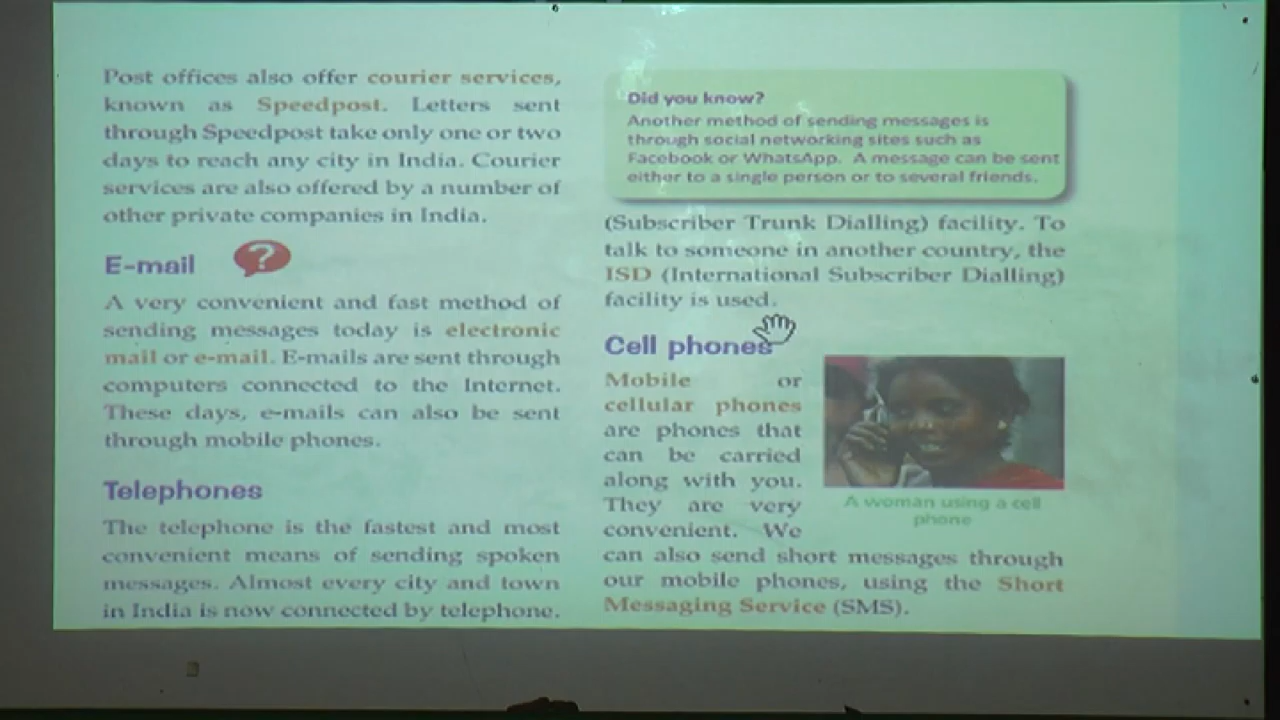 Post offices also offer courier services,
known as Speedpost. Letters sent
through Speedpost take only one or two
days to reach any city in India. Courier
services are also offered by a number of
other private companies in India.
E-mail ?
A very convenient and fast method of
sending messages today is electronic
mail or e-mail. E-mails are sent through
computers connected to the Internet.
These days, e-mails can also be sent
through mobile phones.
Telephones
The telephone is the fastest and most
convenient means of sending spoken
messages. Almost every city and town
in India is now connected by telephone.
Did you know?
Another method of sending messages is
through social networking sites such as
Facebook or WhatsApp. A message can be sent
either to a single person or to several friends.
(Subscriber Trunk Dialling) facility. To
talk to someone in another country, the
ISD (International Subscriber Dialling)
facility is used.
Cell phones
Mobile or
cellular phones
are phones that
can be carried
along with you.
They are very
convenient. We
can also send short messages through
our mobile phones, using the Short
Messaging Service (SMS).
A woman using a cell
phone